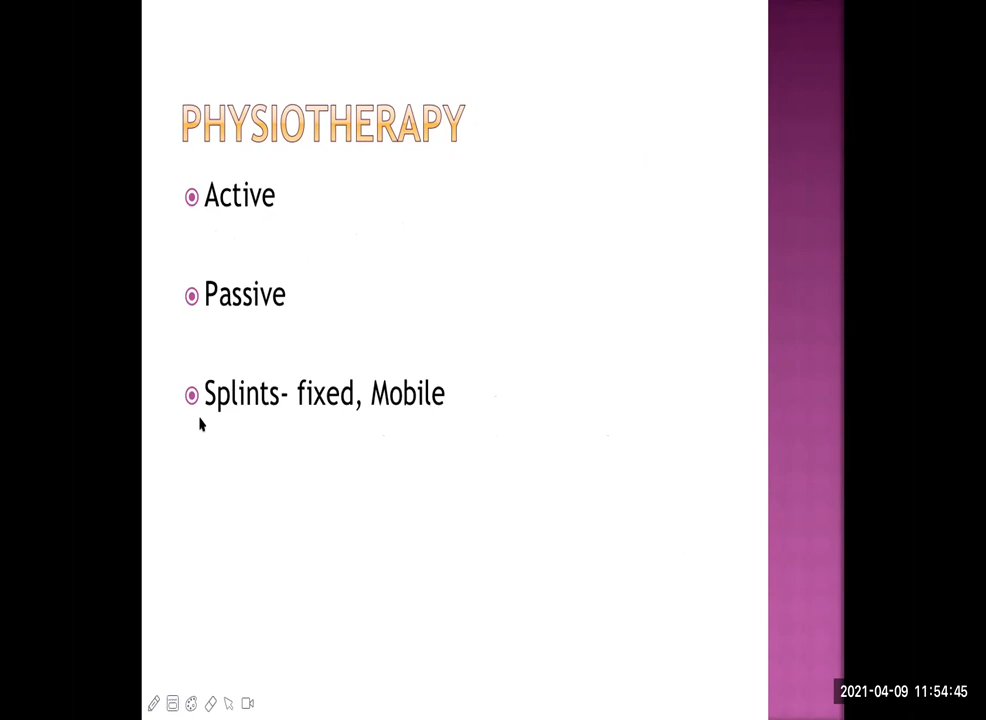 PHYSIOTHERAPY
Active
Passive
Splints- fixed, Mobile
2021-04-09 11:54:45